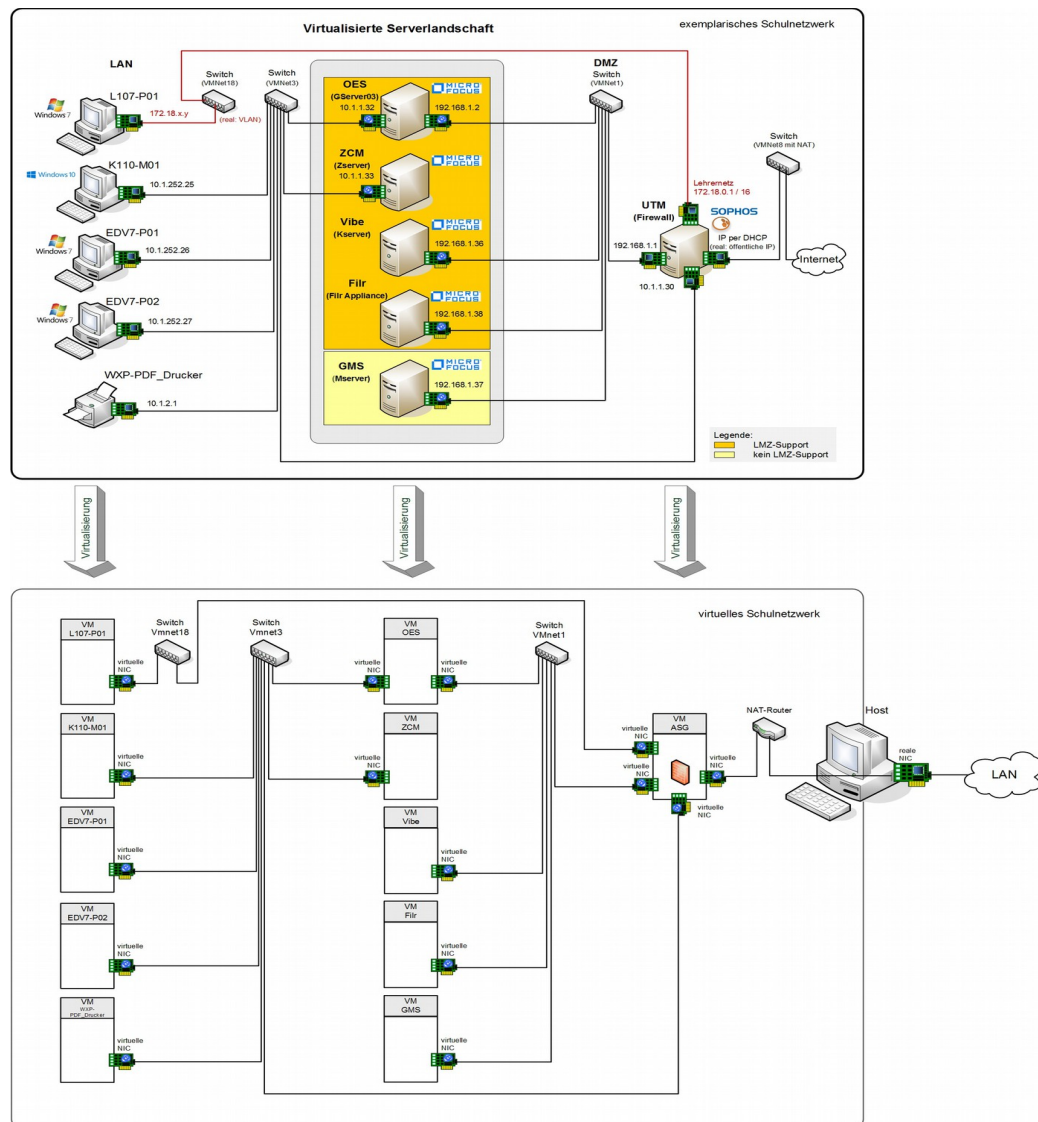 Virtualisierte Serverlandschaft
exemplarisches Schulnetzwerk
LAN
Switch
(VMNet18)
Switch
(VMNet3)
OES
(GServer03)
MICRO
FOCUS
DMZ
Switch
(VMNet1)
L107-P01
Windows 7
172.18.x.y
(real: VLAN)
10.1.1.32
192.168.1.2
Switch
(VMNet8 mit NAT)
K110-M01
Windows 10
10.1.252.25
ZCM
(Zserver)
10.1.1.33
MICRO
FOCUS
Lehrernetz
172.18.0.1 / 16
UTM
(Firewall)
SOPHOS
IP per DHCP
(real: öffentliche IP)
192.168.1.1
10.1.1.30
Internet
EDV7-P01
Windows 7
10.1.252.26
Vibe
(Kserver)
MICRO
FOCUS
192.168.1.36
EDV7-P02
Windows 7
10.1.252.27
Filr
(Filr Appliance)
MICRO
FOCUS
192.168.1.38
WXP-PDF_Drucker
10.1.2.1
GMS
(Mserver)
MICRO
FOCUS
192.168.1.37
Legende:
LMZ-Support
kein LMZ-Support
Virtualisierung
Virtualisierung
Virtualisierung
virtuelles Schulnetzwerk
VM
L107-P01
virtuelle
NIC
Switch
Vmnet18
Switch
Vmnet3
VM
OES
virtuelle
NIC
virtuelle
NIC
Switch
VMnet1
VM
K110-M01
virtuelle
NIC
VM
ZCM
virtuelle
NIC
VM
ASG
virtuelle
NIC
virtuelle
NIC
virtuelle
NIC
virtuelle
NIC
NAT-Router
Host
reale
NIC
LAN
VM
EDV7-P01
virtuelle
NIC
VM
Vibe
virtuelle
NIC
VM
EDV7-P02
virtuelle
NIC
VM
Filr
virtuelle
NIC
VM
WXP-
PDF_Drucker
virtuelle
NIC
VM
GMS
virtuelle
NIC